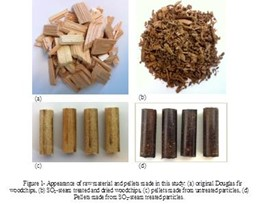 (a)
(b)
(c)
(d)
Figure 1- Appearance of raw material and pellets made in this study: (a) original Douglas fir
woodchips, (b) SO₂-steam treated and dried woodchips, (c) pellets made from untreated particles, (d)
Pellets made from SO₂-steam treated particles.